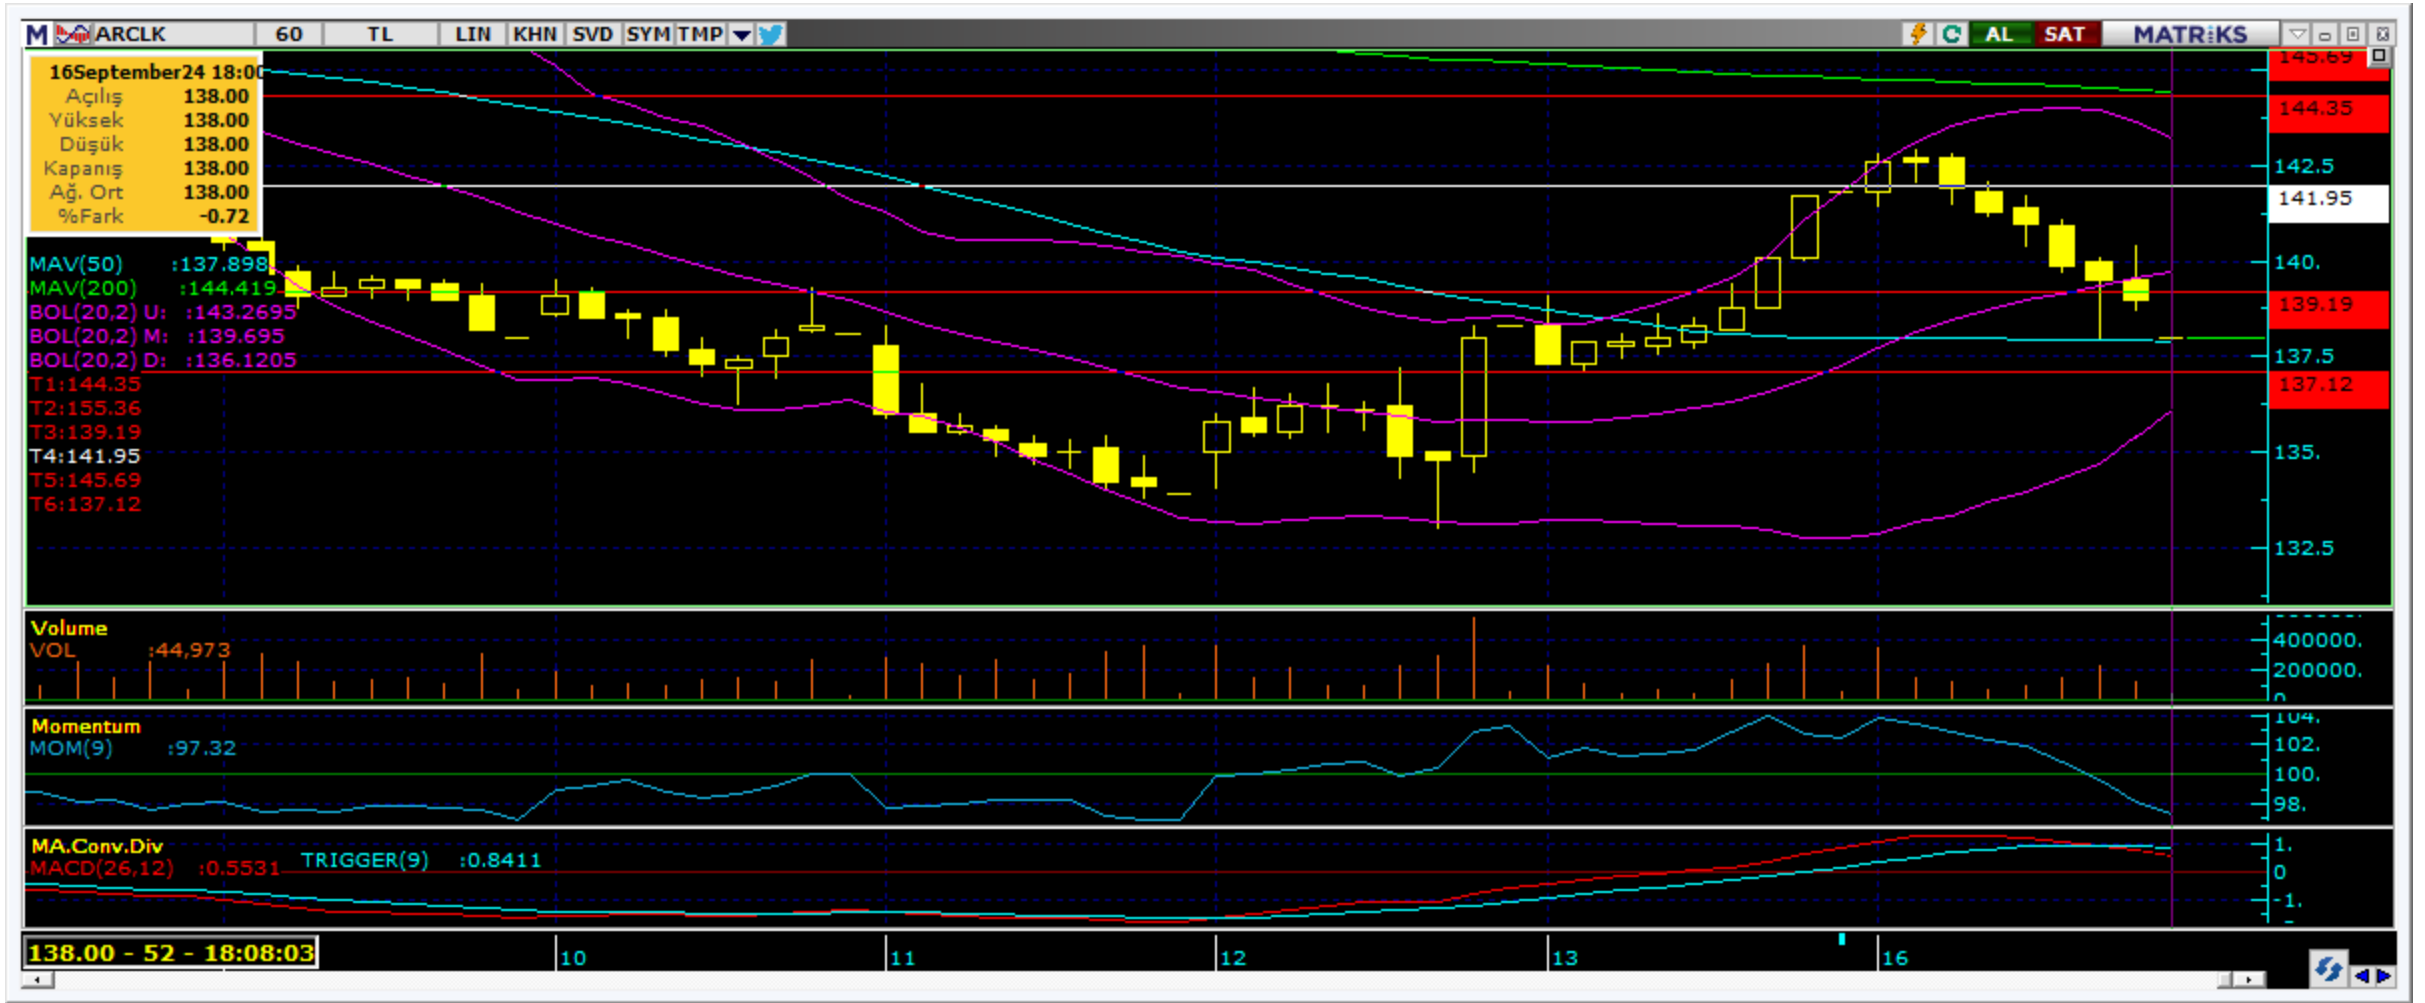 M ARCLK 60 TL LIN KHN SVD SYM TMP AL SAT MATRiKS
16September24 18:00
Açılış 138.00
Yüksek 138.00
Düşük 138.00
Kapanış 138.00
Ağ. Ort 138.00
%Fark -0.72
MAV(50) :137.898
MAV(200) :144.419
BOL(20,2) U: :143.2695
BOL(20,2) M: :139.695
BOL(20,2) D: :136.1205
T1:144.35
T2:155.36
T3:139.19
T4:141.95
T5:145.69
T6:137.12
145.69
144.35
142.5
141.95
140.
139.19
137.5
137.12
135.
132.5
Volume
VOL :44,973
400000.
200000.
0
Momentum
MOM(9) :97.32
104.
102.
100.
98.
MA.Conv.Div
MACD(26,12) :0.5531 TRIGGER(9) :0.8411
1.
0
-1.
138.00 - 52 - 18:08:03
10 11 12 13 16